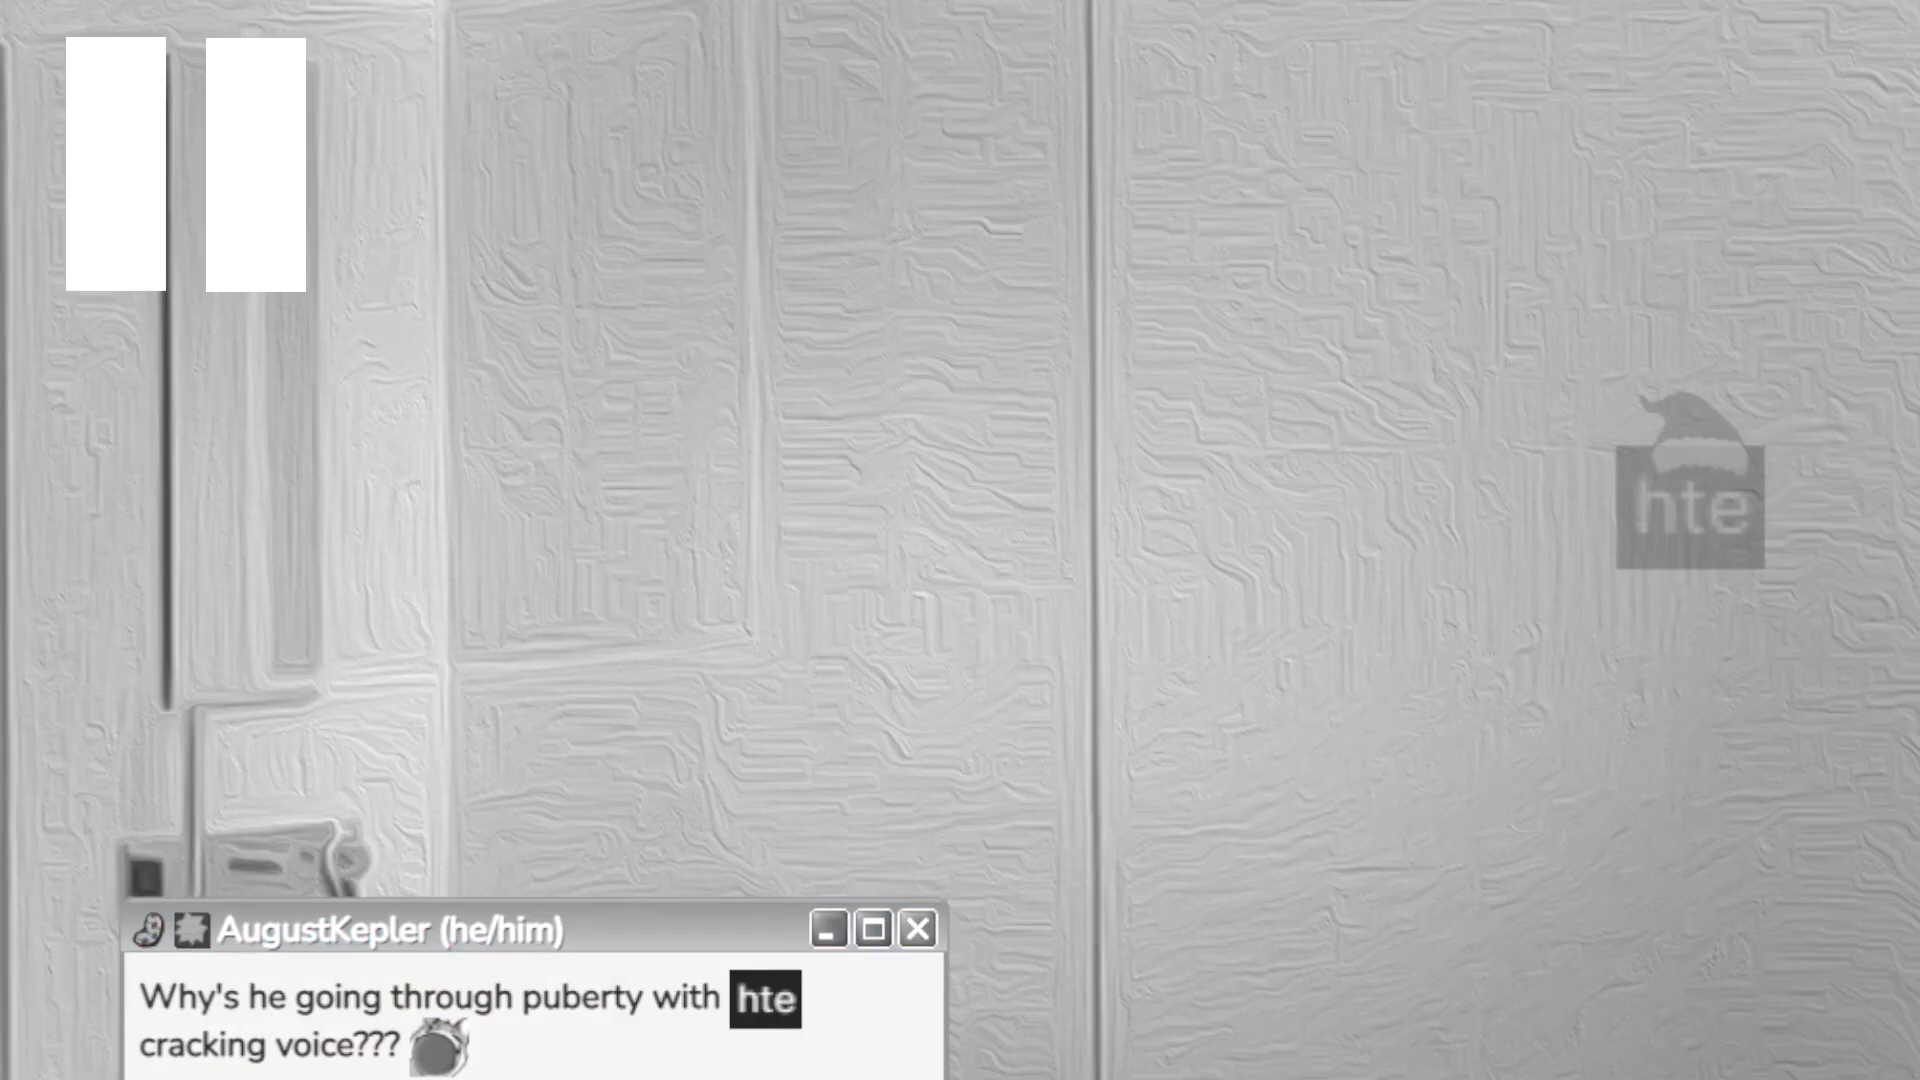 hte
AugustKepler (he/him)
Why's he going through puberty with hte
cracking voice???